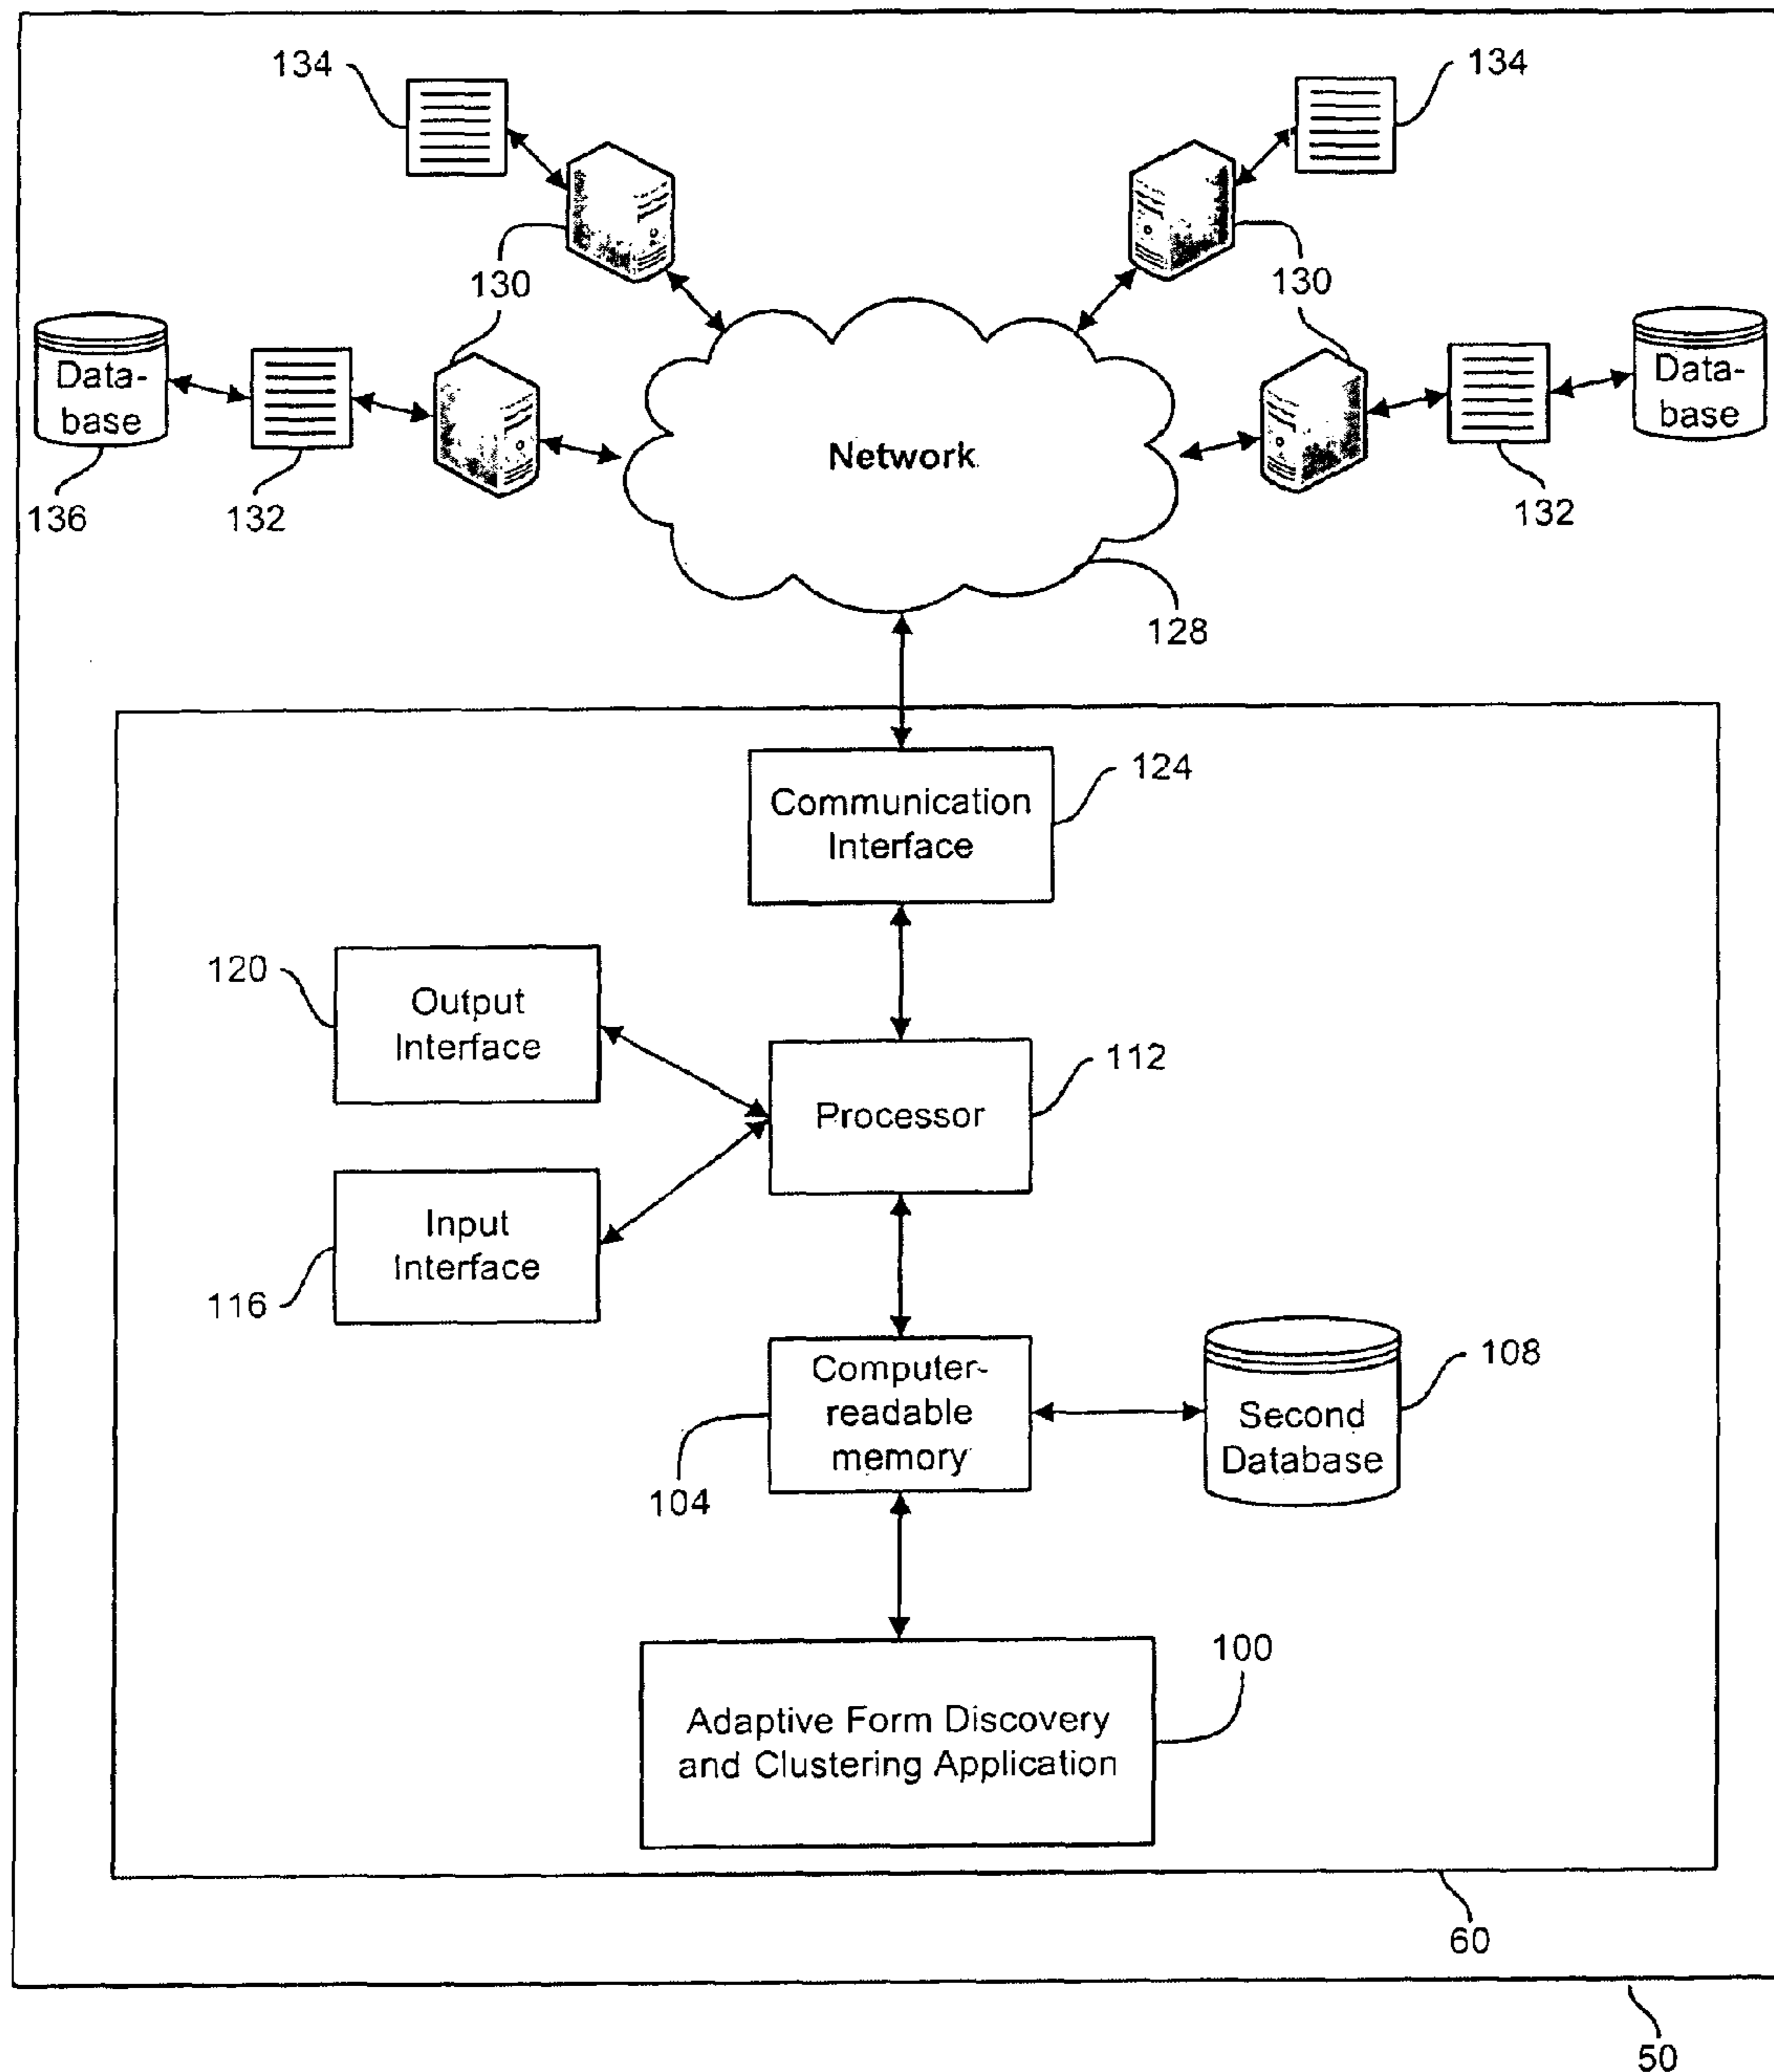 134
134
130
130
Data-
base
Data-
base
Network
136
132
132
128
Communication
Interface
124
120
Output
Interface
Processor
112
Input
Interface
116
Computer-
readable
memory
104
Second
Database
108
100
Adaptive Form Discovery
and Clustering Application
60
50